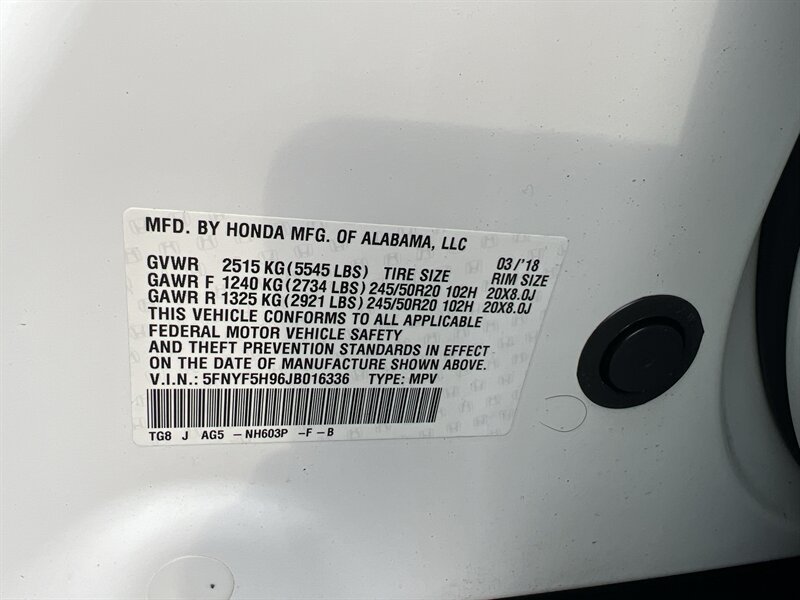 MFD. BY HONDA MFG. OF ALABAMA, LLC
03/'18
GVWR 2515 KG(5545 LBS) TIRE SIZE RIM SIZE
GAWR F 1240 KG(2734 LBS) 245/50R20 102H 20X8.0J
GAWR R 1325 KG(2921 LBS) 245/50R20 102H 20X8.0J
THIS VEHICLE CONFORMS TO ALL APPLICABLE
FEDERAL MOTOR VEHICLE SAFETY
AND THEFT PREVENTION STANDARDS IN EFFECT
ON THE DATE OF MANUFACTURE SHOWN ABOVE.
V.I.N.: 5FNYF5H96JB016336 TYPE: MPV
TG8 J AG5 -NH603P -F-B